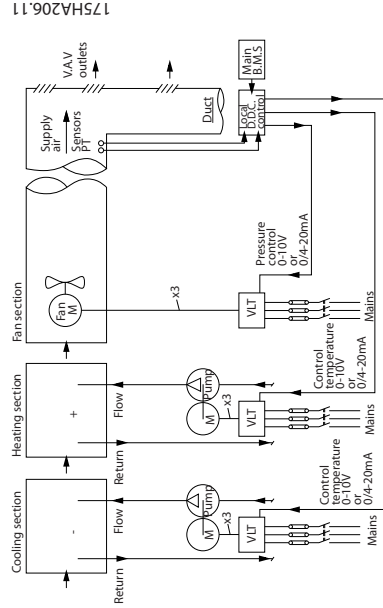 175HA206.11
Cooling section
-
Heating section
+
Fan section
Fan
M
Supply
air
Sensors
PT
V.A.V
outlets
Duct
Main
B.M.S
Local
D.D.C.
control
Return
Flow
Pump
M
x3
VLT
Mains
Control
temperature
0-10V
or
0/4-20mA
Return
Flow
Pump
M
x3
VLT
Mains
Control
temperature
0-10V
or
0/4-20mA
x3
VLT
Mains
Pressure
control
0-10V
or
0/4-20mA